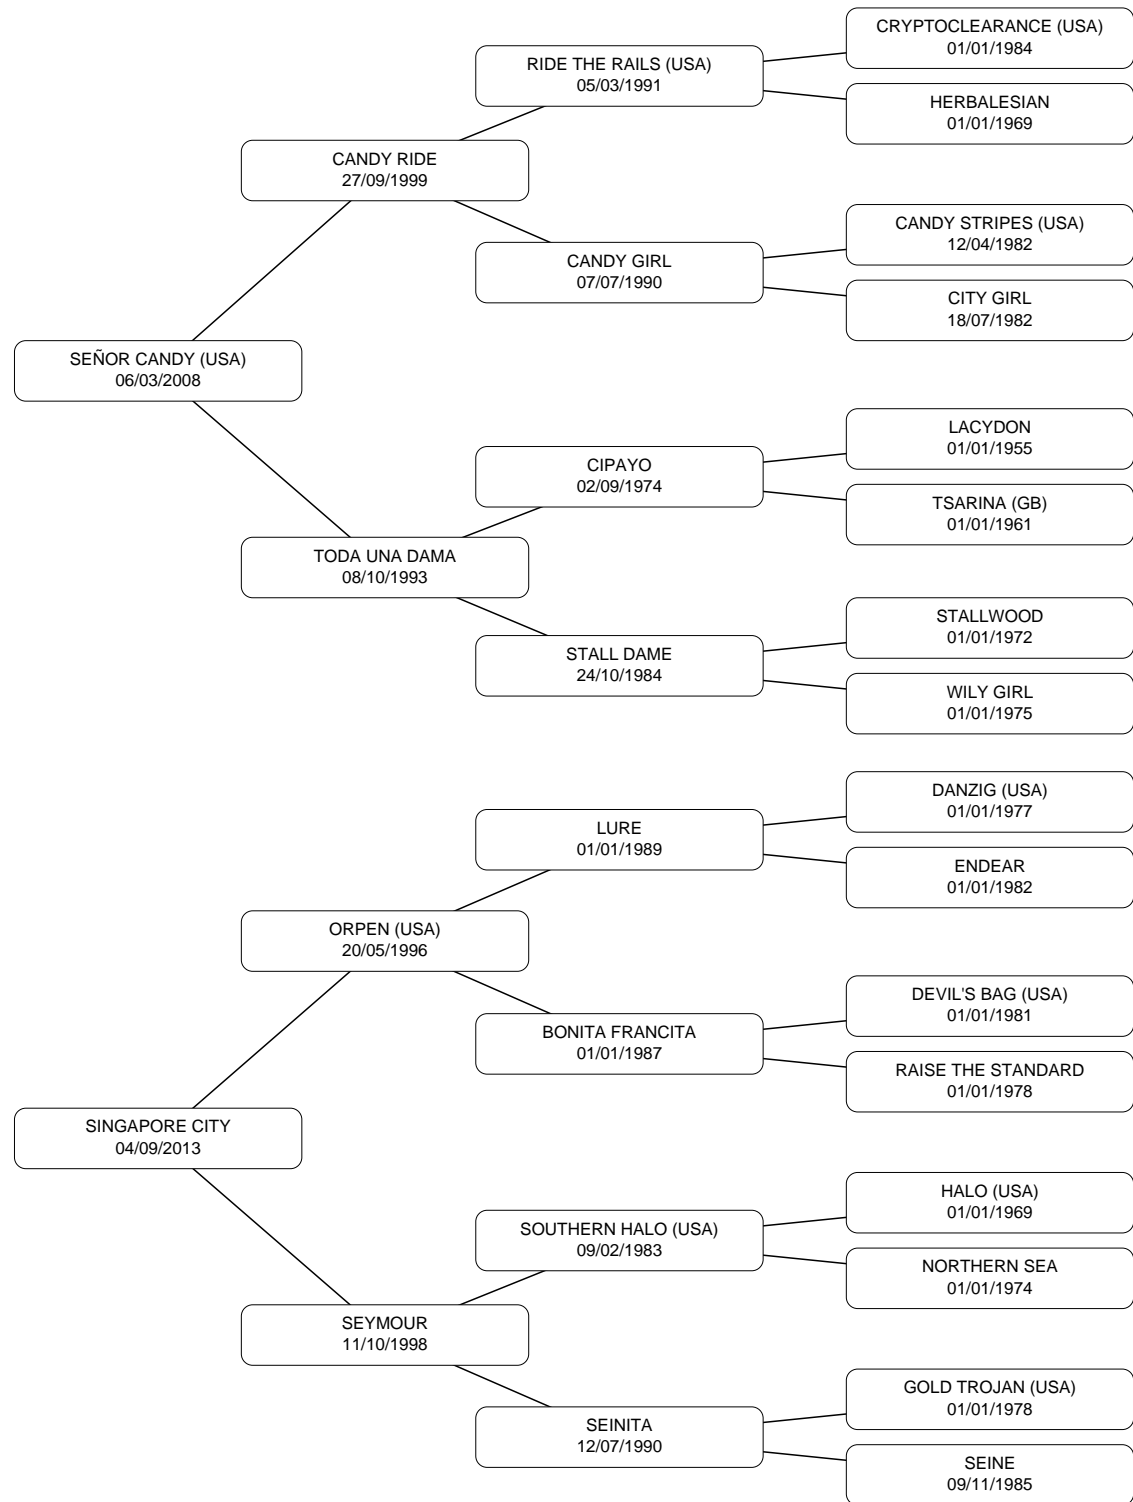 CRYPTOCLEARANCE (USA)
01/01/1984
RIDE THE RAILS (USA)
05/03/1991
HERBALESIAN
01/01/1969
CANDY RIDE
27/09/1999
CANDY STRIPES (USA)
12/04/1982
CANDY GIRL
07/07/1990
CITY GIRL
18/07/1982
SEÑOR CANDY (USA)
06/03/2008
LACYDON
01/01/1955
CIPAYO
02/09/1974
TSARINA (GB)
01/01/1961
TODA UNA DAMA
08/10/1993
STALLWOOD
01/01/1972
STALL DAME
24/10/1984
WILY GIRL
01/01/1975
DANZIG (USA)
01/01/1977
LURE
01/01/1989
ENDEAR
01/01/1982
ORPEN (USA)
20/05/1996
DEVIL'S BAG (USA)
01/01/1981
BONITA FRANCITA
01/01/1987
RAISE THE STANDARD
01/01/1978
SINGAPORE CITY
04/09/2013
HALO (USA)
01/01/1969
SOUTHERN HALO (USA)
09/02/1983
NORTHERN SEA
01/01/1974
SEYMOUR
11/10/1998
GOLD TROJAN (USA)
01/01/1978
SEINITA
12/07/1990
SEINE
09/11/1985